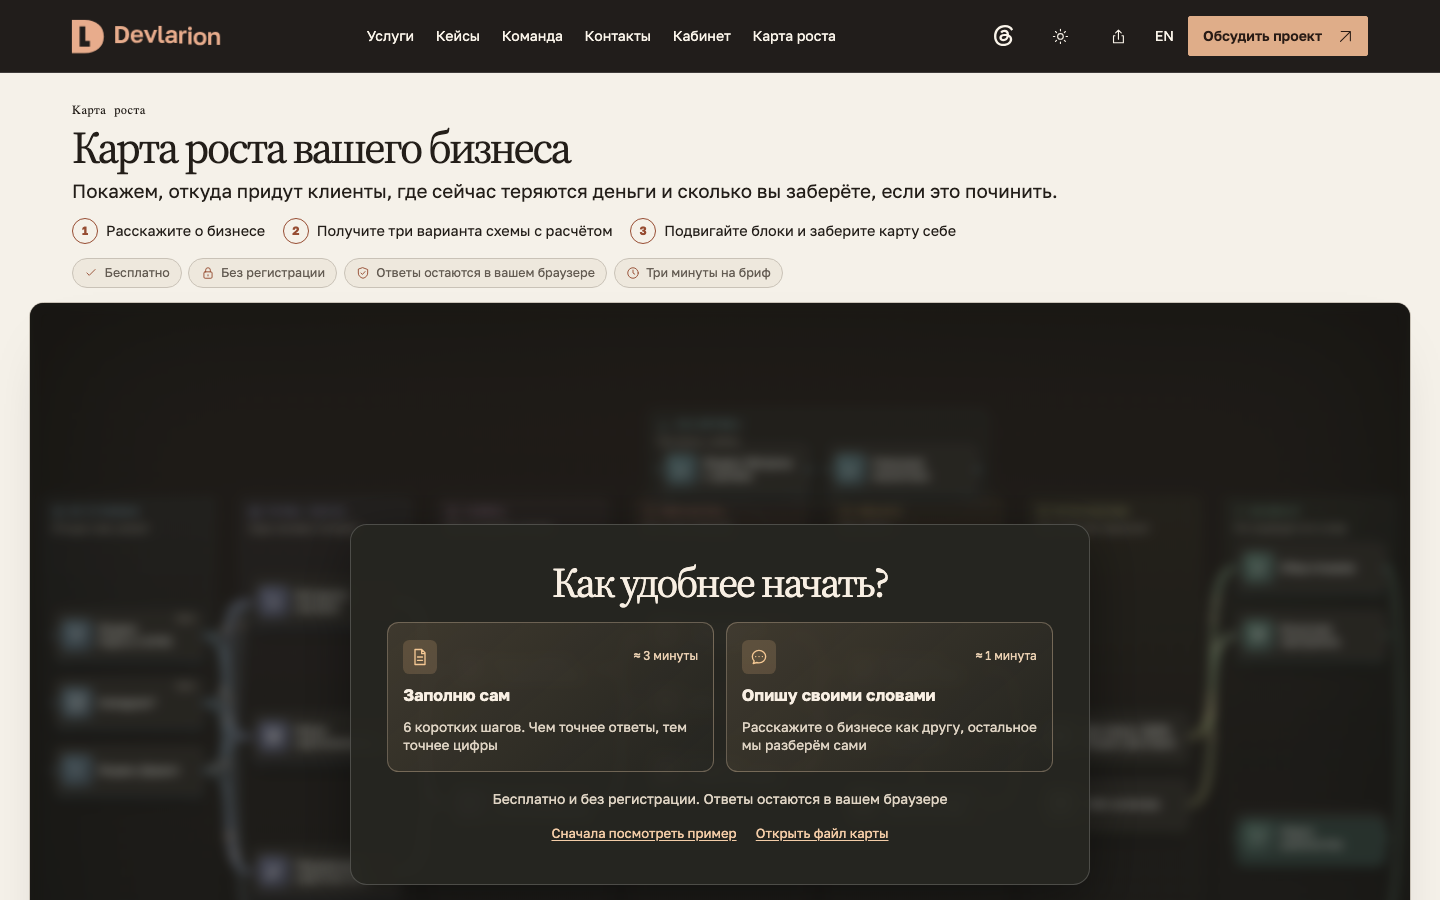 Devlarion
Услуги Кейсы Команда Контакты Кабинет Карта роста
EN
Обсудить проект
Карта роста
Карта роста вашего бизнеса
Покажем, откуда придут клиенты, где сейчас теряются деньги и сколько вы заберёте, если это починить.
1 Расскажите о бизнесе 2 Получите три варианта схемы с расчётом 3 Подвигайте блоки и заберите карту себе
Бесплатно Без регистрации Ответы остаются в вашем браузере Три минуты на бриф
Как удобнее начать?
≈ 3 минуты
Заполню сам
6 коротких шагов. Чем точнее ответы, тем
точнее цифры
≈ 1 минута
Опишу своими словами
Расскажите о бизнесе как другу, остальное
мы разберём сами
Бесплатно и без регистрации. Ответы остаются в вашем браузере
Сначала посмотреть пример Открыть файл карты